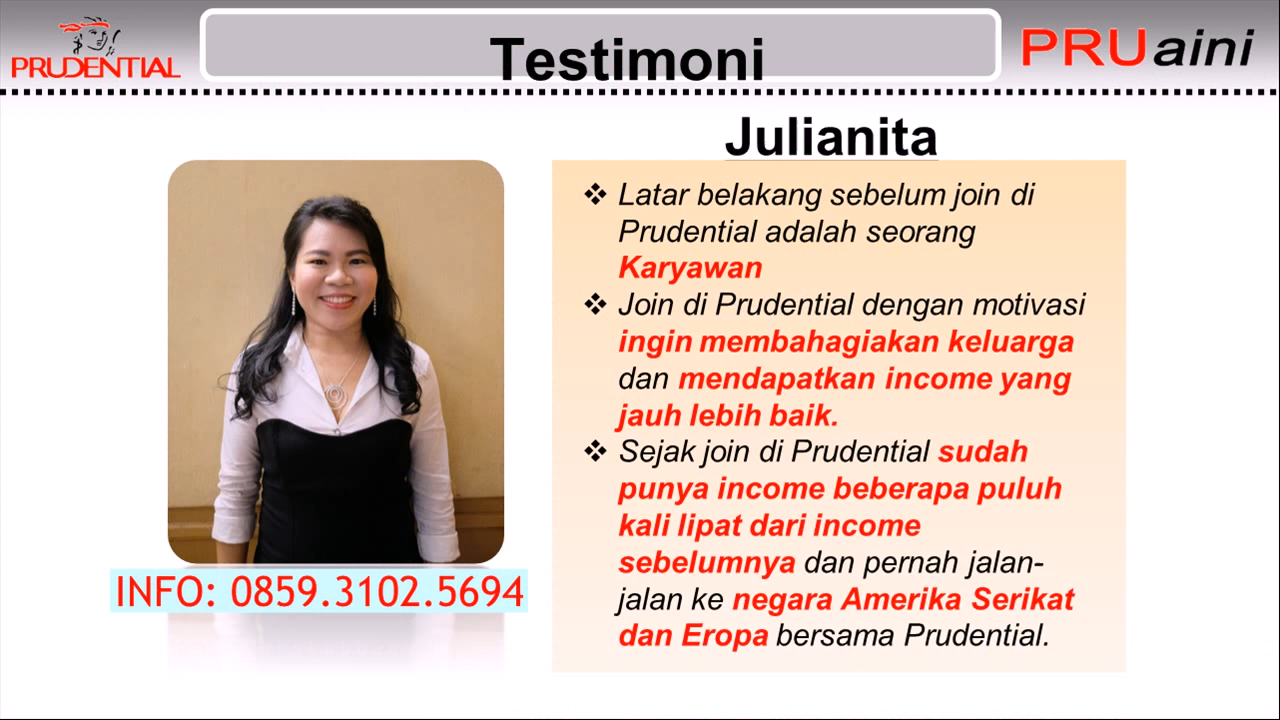 PRUDENTIAL
Testimoni
PRUaini
Julianita
❖ Latar belakang sebelum join di
Prudential adalah seorang
Karyawan
❖ Join di Prudential dengan motivasi
ingin membahagiakan keluarga
dan mendapatkan income yang
jauh lebih baik.
❖ Sejak join di Prudential sudah
punya income beberapa puluh
kali lipat dari income
sebelumnya dan pernah jalan-
jalan ke negara Amerika Serikat
dan Eropa bersama Prudential.
INFO: 0859.3102.5694